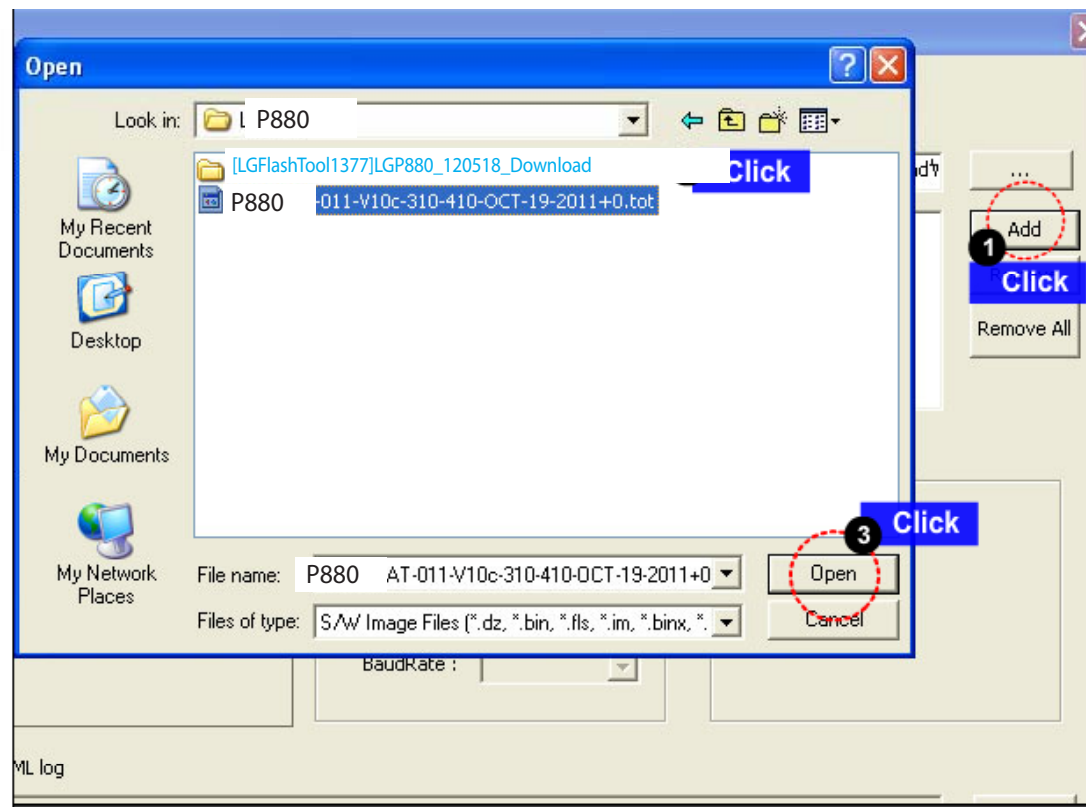 Open
Look in:
P880
[LGFlashTool1377]LGP880_120518_Download
Click
P880 -011-V10c-310-410-OCT-19-2011+0.tot
My Recent
Documents
Desktop
My Documents
My Network
Places
File name: P880 AT-011-V10c-310-410-OCT-19-2011+0
Files of type: S/W Image Files (*.dz, *.bin, *.fls, *.im, *.binx, *.
Open
Cancel
3
Click
...
Add
1
Click
Remove All
BaudRate :
ML log